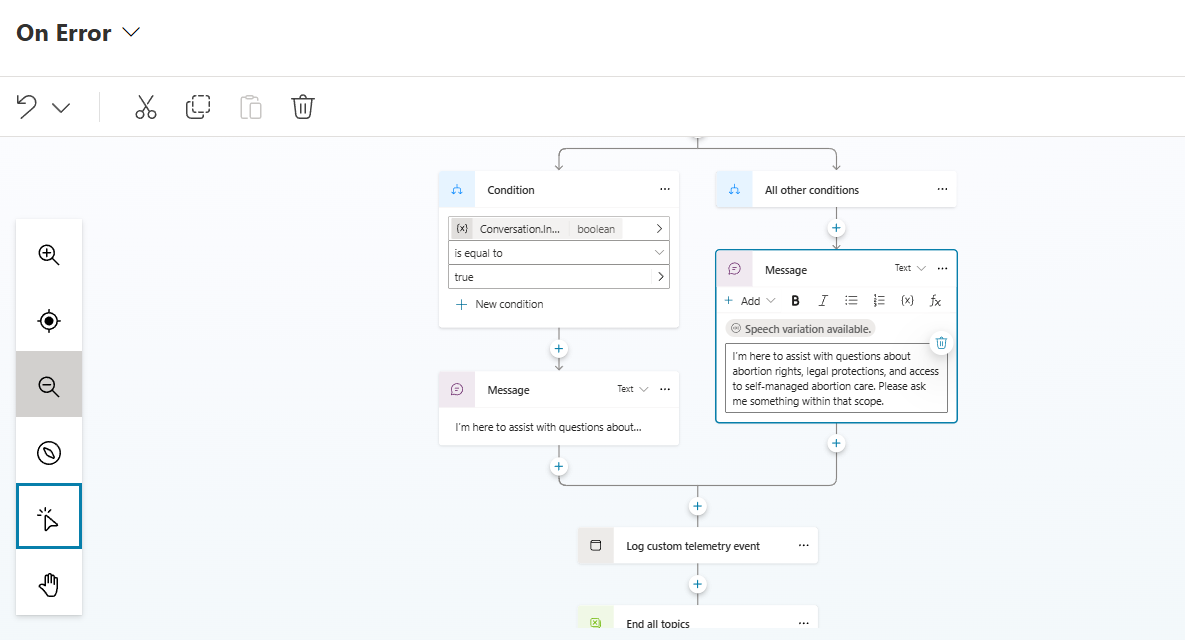 On Error
Condition
All other conditions
(x) Conversation.In... boolean
is equal to
true
New condition
Message Text
Add B I (x) fx
Speech variation available.
I'm here to assist with questions about
abortion rights, legal protections, and access
to self-managed abortion care. Please ask
me something within that scope.
Message Text
I'm here to assist with questions about...
Log custom telemetry event
End all topics